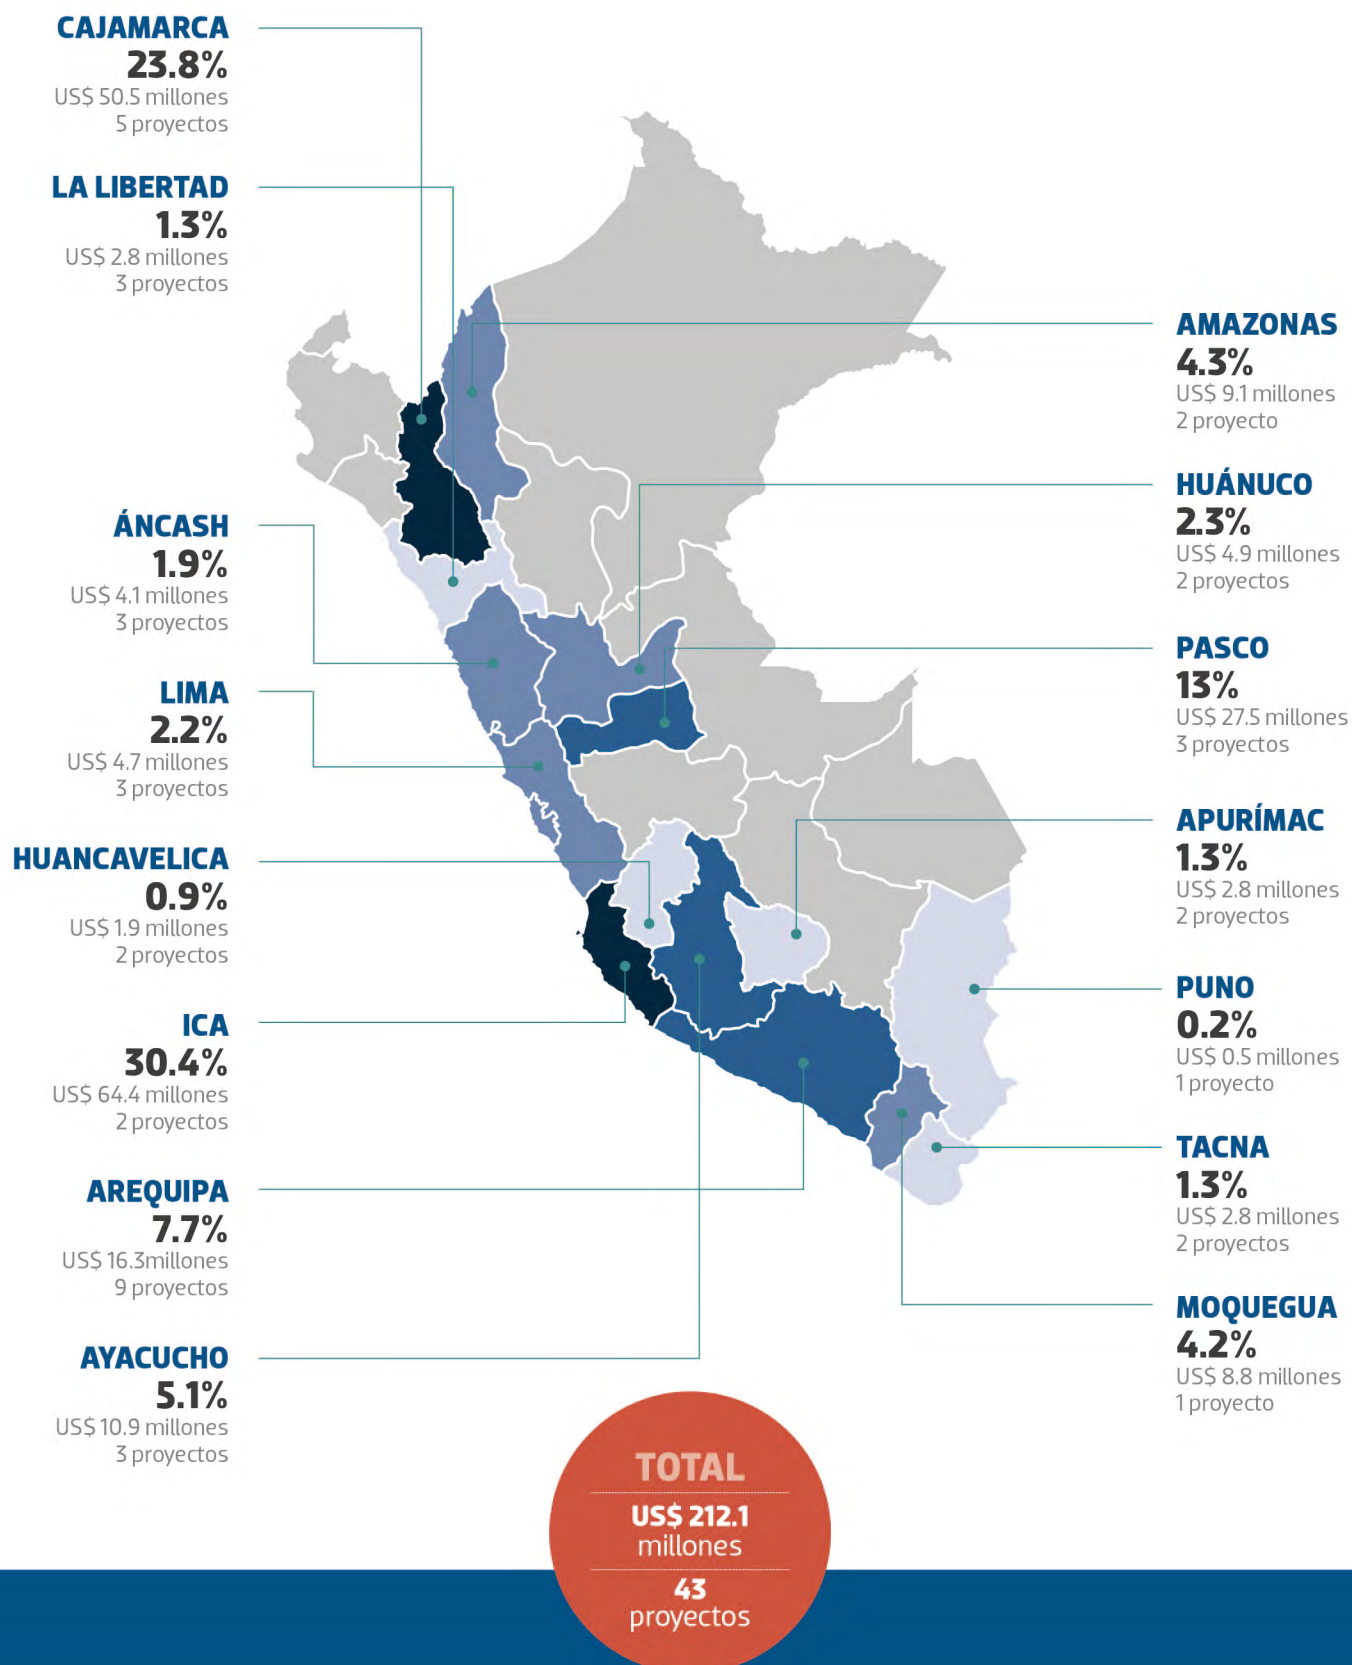 CAJAMARCA
23.8%
US$ 50.5 millones
5 proyectos
LA LIBERTAD
1.3%
US$ 2.8 millones
3 proyectos
ÁNCASH
1.9%
US$ 4.1 millones
3 proyectos
LIMA
2.2%
US$ 4.7 millones
3 proyectos
HUANCAVELICA
0.9%
US$ 1.9 millones
2 proyectos
ICA
30.4%
US$ 64.4 millones
2 proyectos
AREQUIPA
7.7%
US$ 16.3millones
9 proyectos
AYACUCHO
5.1%
US$ 10.9 millones
3 proyectos
AMAZONAS
4.3%
US$ 9.1 millones
2 proyecto
HUÁNUCO
2.3%
US$ 4.9 millones
2 proyectos
PASCO
13%
US$ 27.5 millones
3 proyectos
APURÍMAC
1.3%
US$ 2.8 millones
2 proyectos
PUNO
0.2%
US$ 0.5 millones
1 proyecto
TACNA
1.3%
US$ 2.8 millones
2 proyectos
MOQUEGUA
4.2%
US$ 8.8 millones
1 proyecto
TOTAL
US$ 212.1
millones
43
proyectos